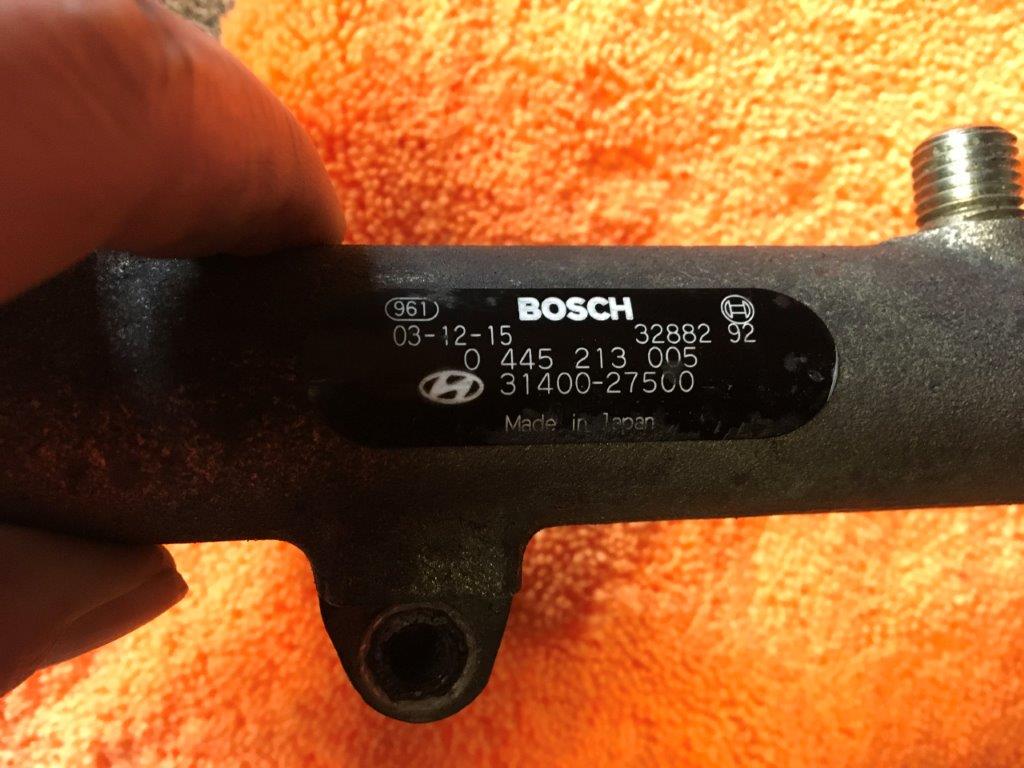 961 BOSCH
03-12-15 32882 92
0 445 213 005
31400-27500
Made in Japan